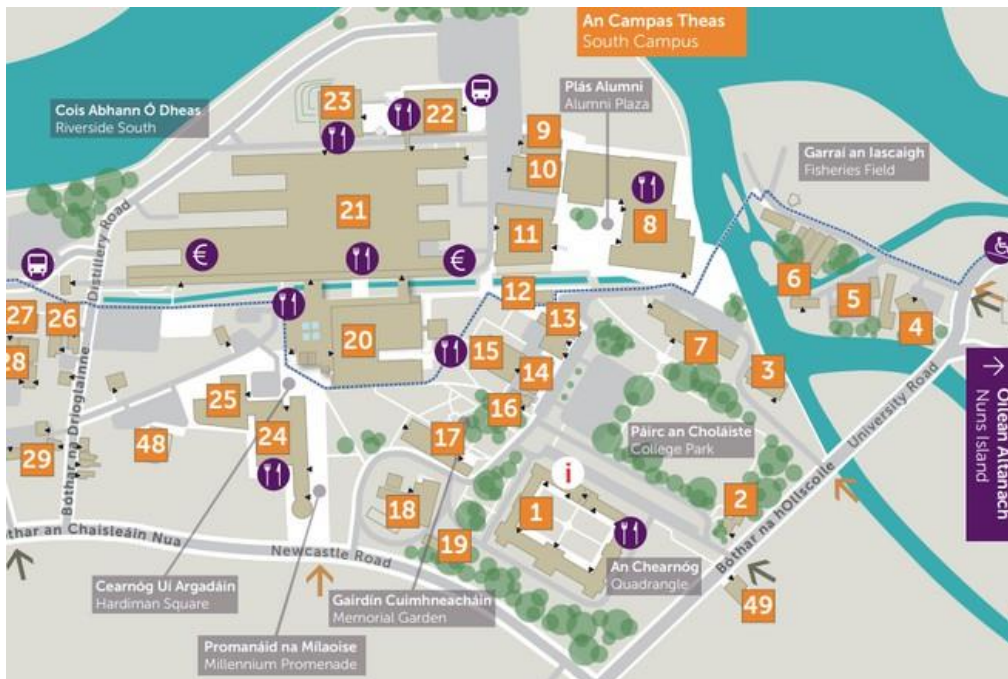 An Campas Theas
South Campus
Plás Alumni
Alumni Plaza
Cois Abhann Ó Dheas
Riverside South
Garraí an Iascaigh
Fisheries Field
23
22
9
10
21
11
8
6
5
4
12
13
7
3
27
26
28
20
15
14
16
25
24
48
29
17
18
19
1
2
49
€
€
i
Distillery Road
Bóthar na Drioglainne
Páirc an Choláiste
College Park
University Road
Bóthar na hOllscoile
→ Oileán Altanach
Nuns Island
thar an Chaisleáin Nua
Newcastle Road
An Chearnóg
Quadrangle
Cearnóg Uí Argadáin
Hardiman Square
Gairdín Cuimhneacháin
Memorial Garden
Promanáid na Mílaoise
Millennium Promenade